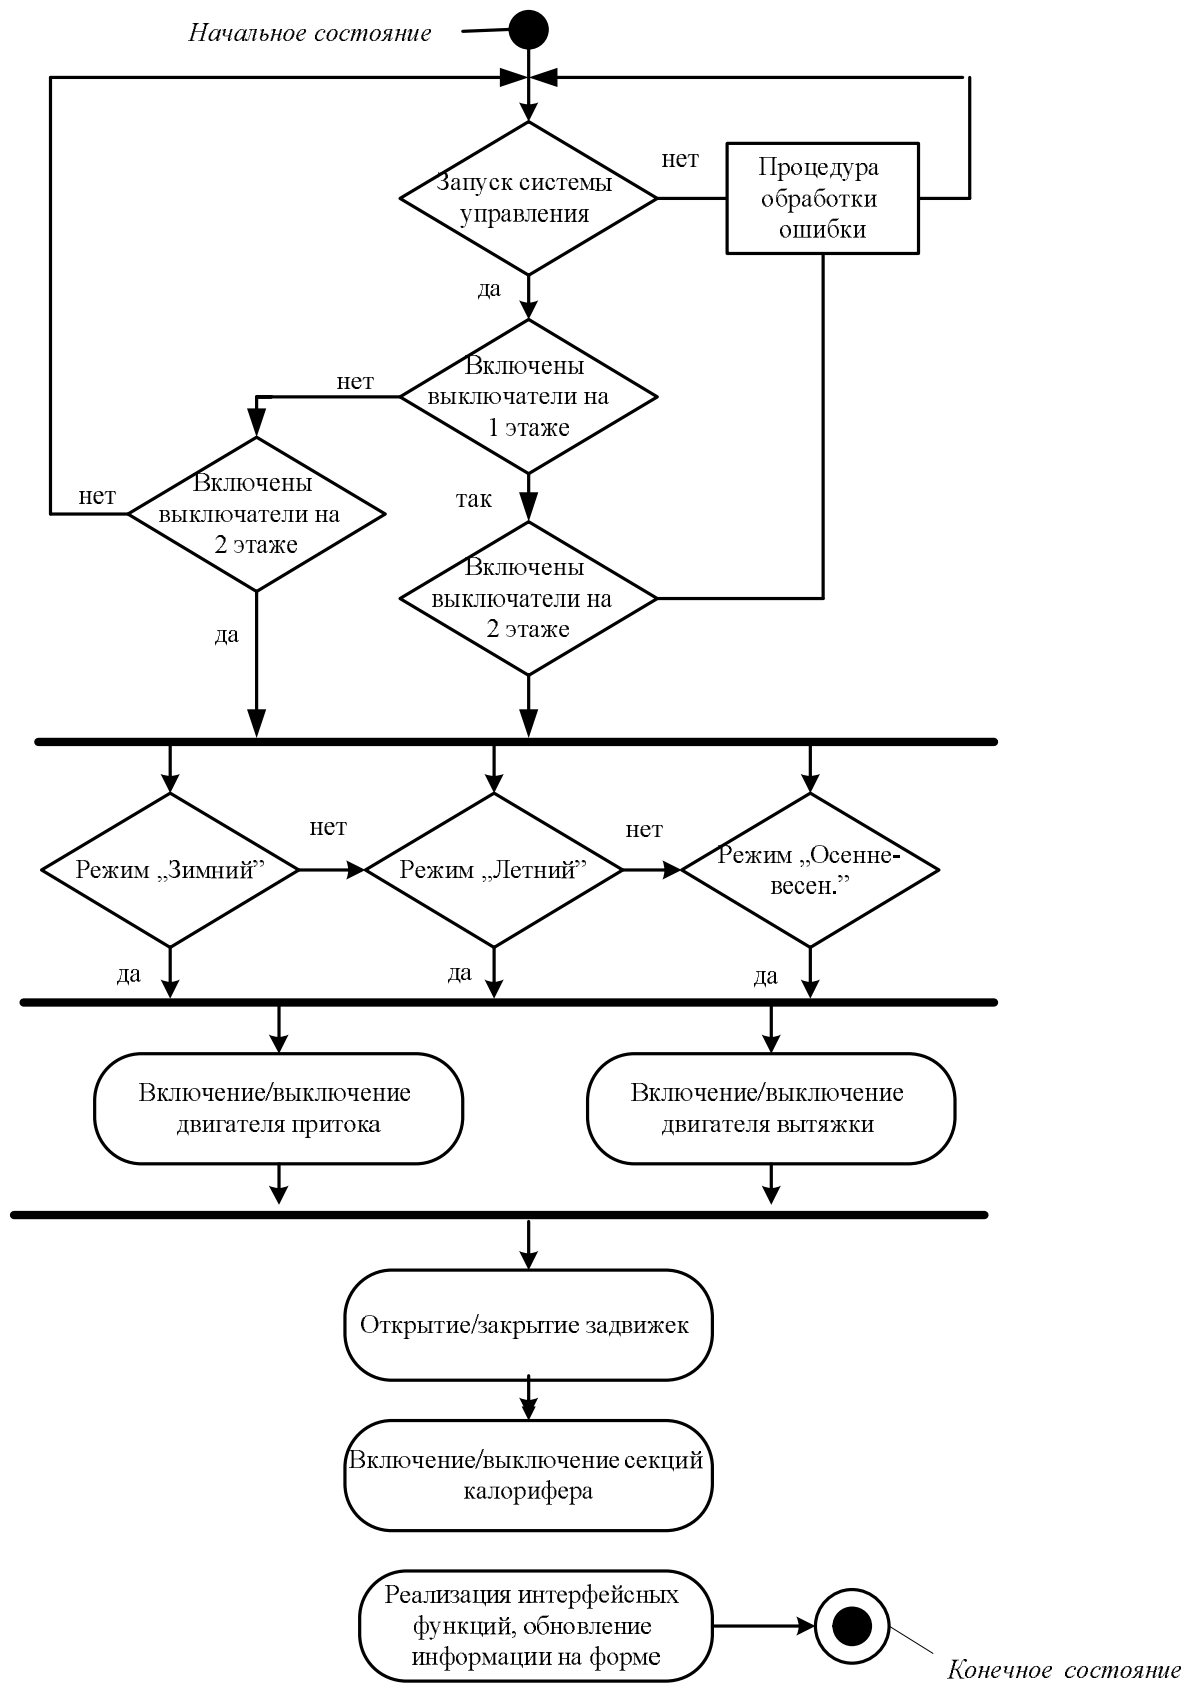 Начальное состояние
нет
Запуск системы
управления
Процедура
обработки
ошибки
да
Включены
выключатели на
1 этаже
нет
Включены
выключатели на
2 этаже
нет
так
Включены
выключатели на
2 этаже
да
нет
нет
Режим „Зимний”
Режим „Летний”
Режим „Осенне-
весен.”
да
да
да
Включение/выключение
двигателя притока
Включение/выключение
двигателя вытяжки
Открытие/закрытие задвижек
Включение/выключение секций
калорифера
Реализация интерфейсных
функций, обновление
информации на форме
Конечное состояние